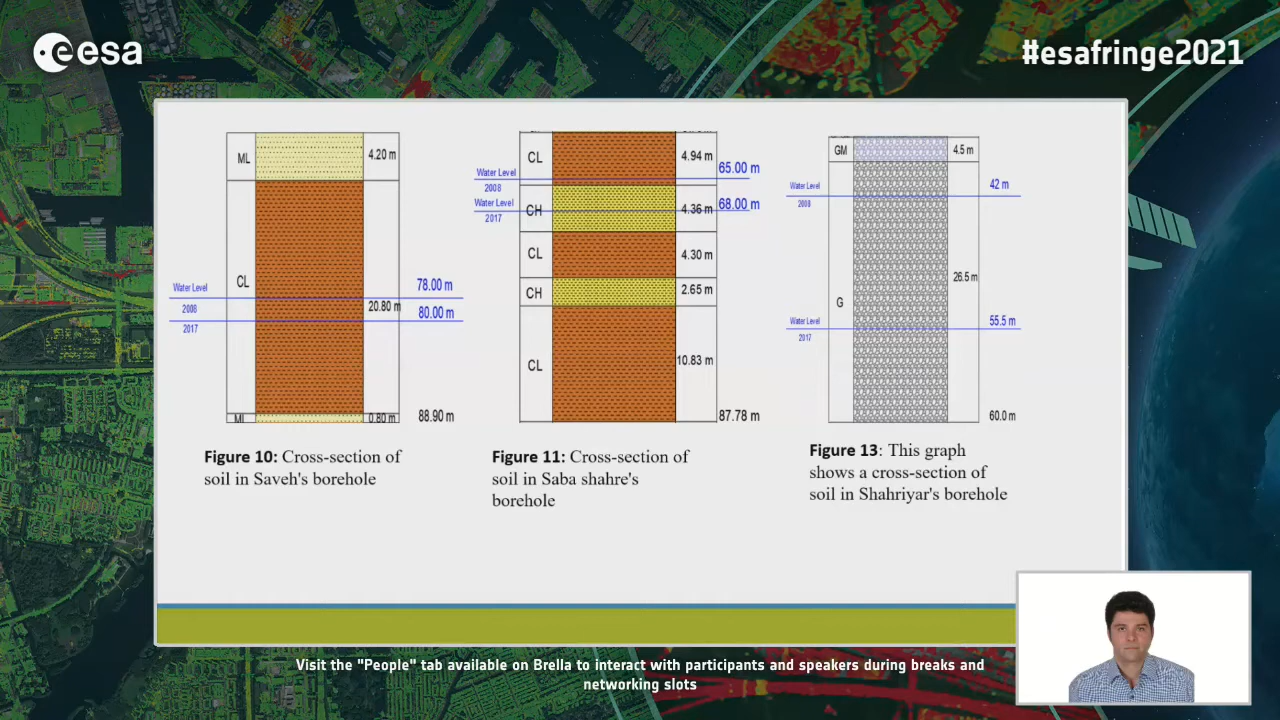 esa
#esafringe2021
ML
4.20 m
CL
Water Level
2008
2017
78.00 m
20.80 m
80.00 m
ML
0.80 m
88.90 m
Figure 10: Cross-section of
soil in Saveh's borehole
CL
4.94 m
Water Level
2008
65.00 m
Water Level
2017
CH
4.36 m
68.00 m
CL
4.30 m
CH
2.65 m
CL
10.83 m
87.78 m
Figure 11: Cross-section of
soil in Saba shahre's
borehole
GM
4.5 m
Water Level
2008
42 m
G
26.5 m
Water Level
2017
55.5 m
60.0 m
Figure 13: This graph
shows a cross-section of
soil in Shahriyar's borehole
Visit the "People" tab available on Brella to interact with participants and speakers during breaks and
networking slots